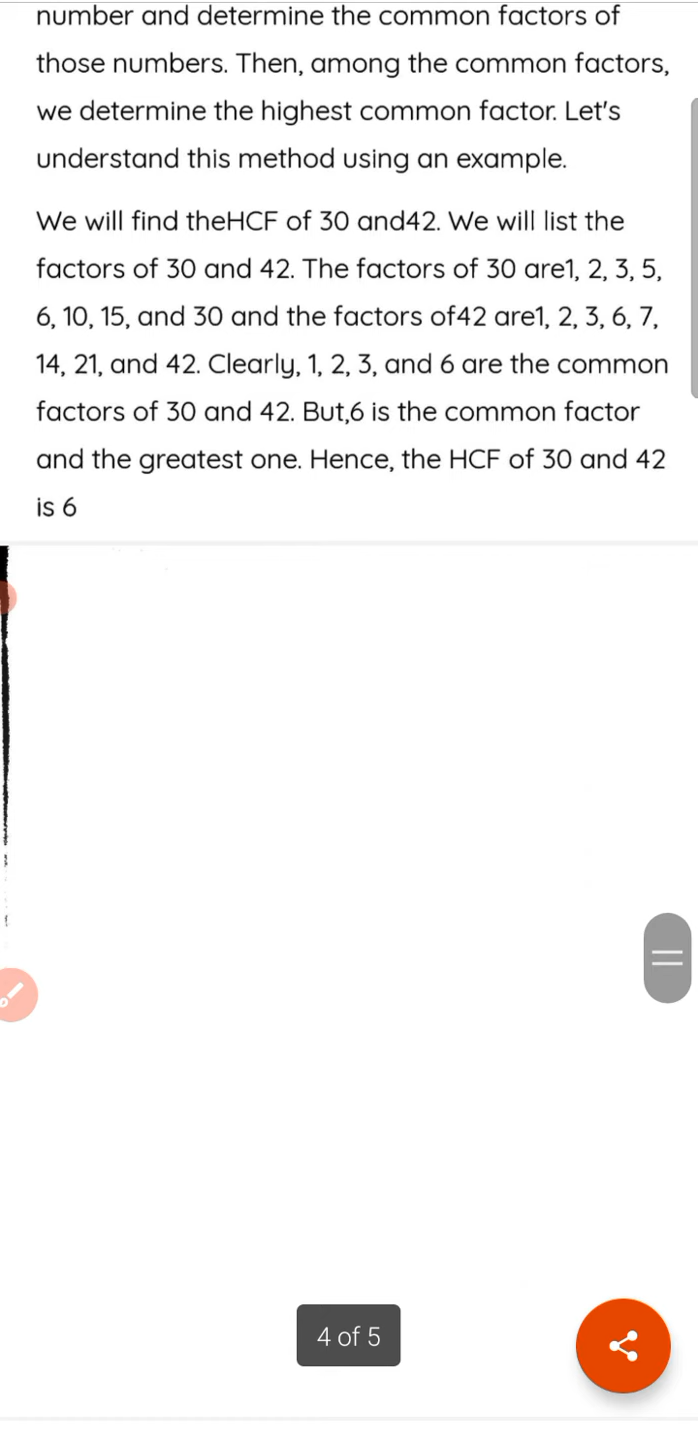 number and determine the common factors of
those numbers. Then, among the common factors,
we determine the highest common factor. Let's
understand this method using an example.
We will find theHCF of 30 and42. We will list the
factors of 30 and 42. The factors of 30 are1, 2, 3, 5,
6, 10, 15, and 30 and the factors of42 are1, 2, 3, 6, 7,
14, 21, and 42. Clearly, 1, 2, 3, and 6 are the common
factors of 30 and 42. But,6 is the common factor
and the greatest one. Hence, the HCF of 30 and 42
is 6
4 of 5